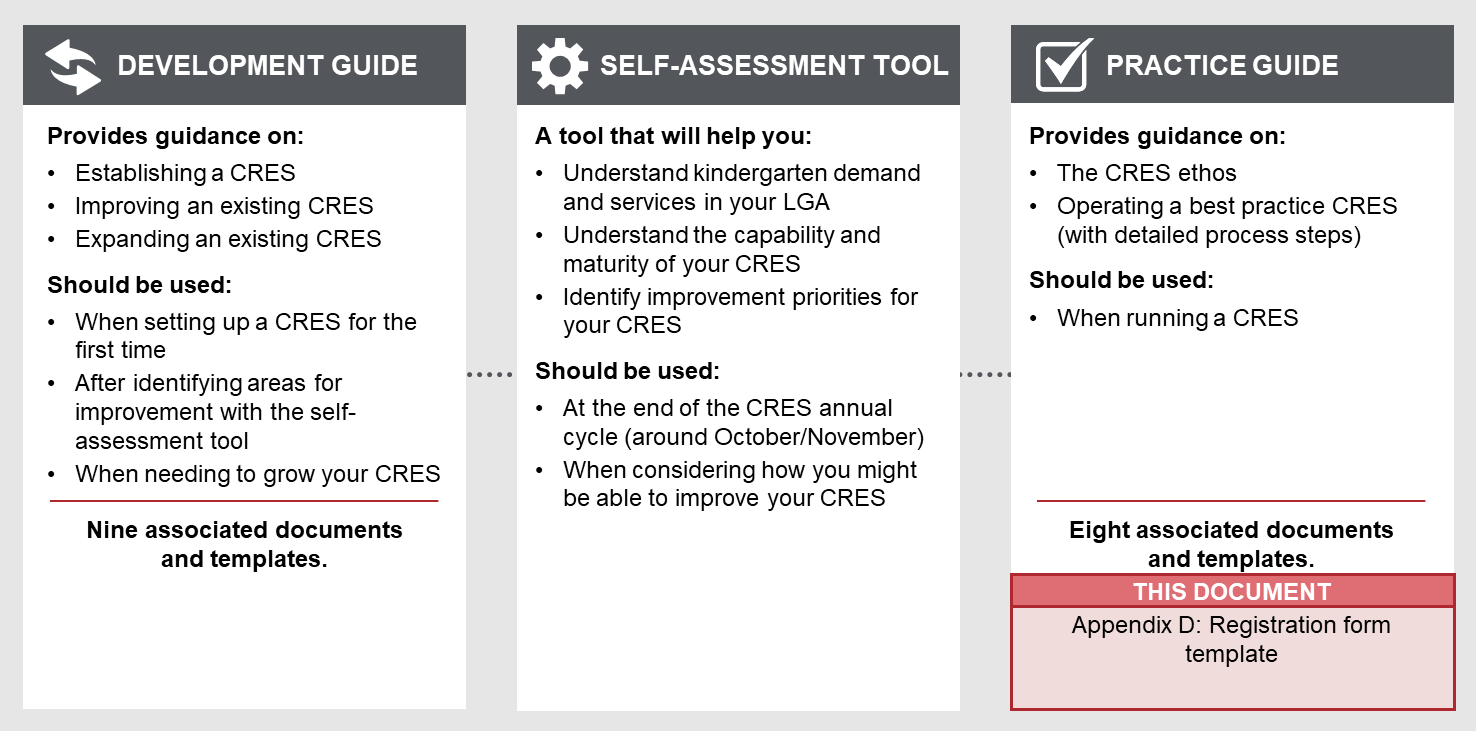 DEVELOPMENT GUIDE
Provides guidance on:
• Establishing a CRES
• Improving an existing CRES
• Expanding an existing CRES
Should be used:
• When setting up a CRES for the
first time
• After identifying areas for
improvement with the self-
assessment tool
• When needing to grow your CRES
Nine associated documents
and templates.
SELF-ASSESSMENT TOOL
A tool that will help you:
• Understand kindergarten demand
and services in your LGA
• Understand the capability and
maturity of your CRES
• Identify improvement priorities for
your CRES
Should be used:
• At the end of the CRES annual
cycle (around October/November)
• When considering how you might
be able to improve your CRES
PRACTICE GUIDE
Provides guidance on:
• The CRES ethos
• Operating a best practice CRES
(with detailed process steps)
Should be used:
• When running a CRES
Eight associated documents
and templates.
THIS DOCUMENT
Appendix D: Registration form
template